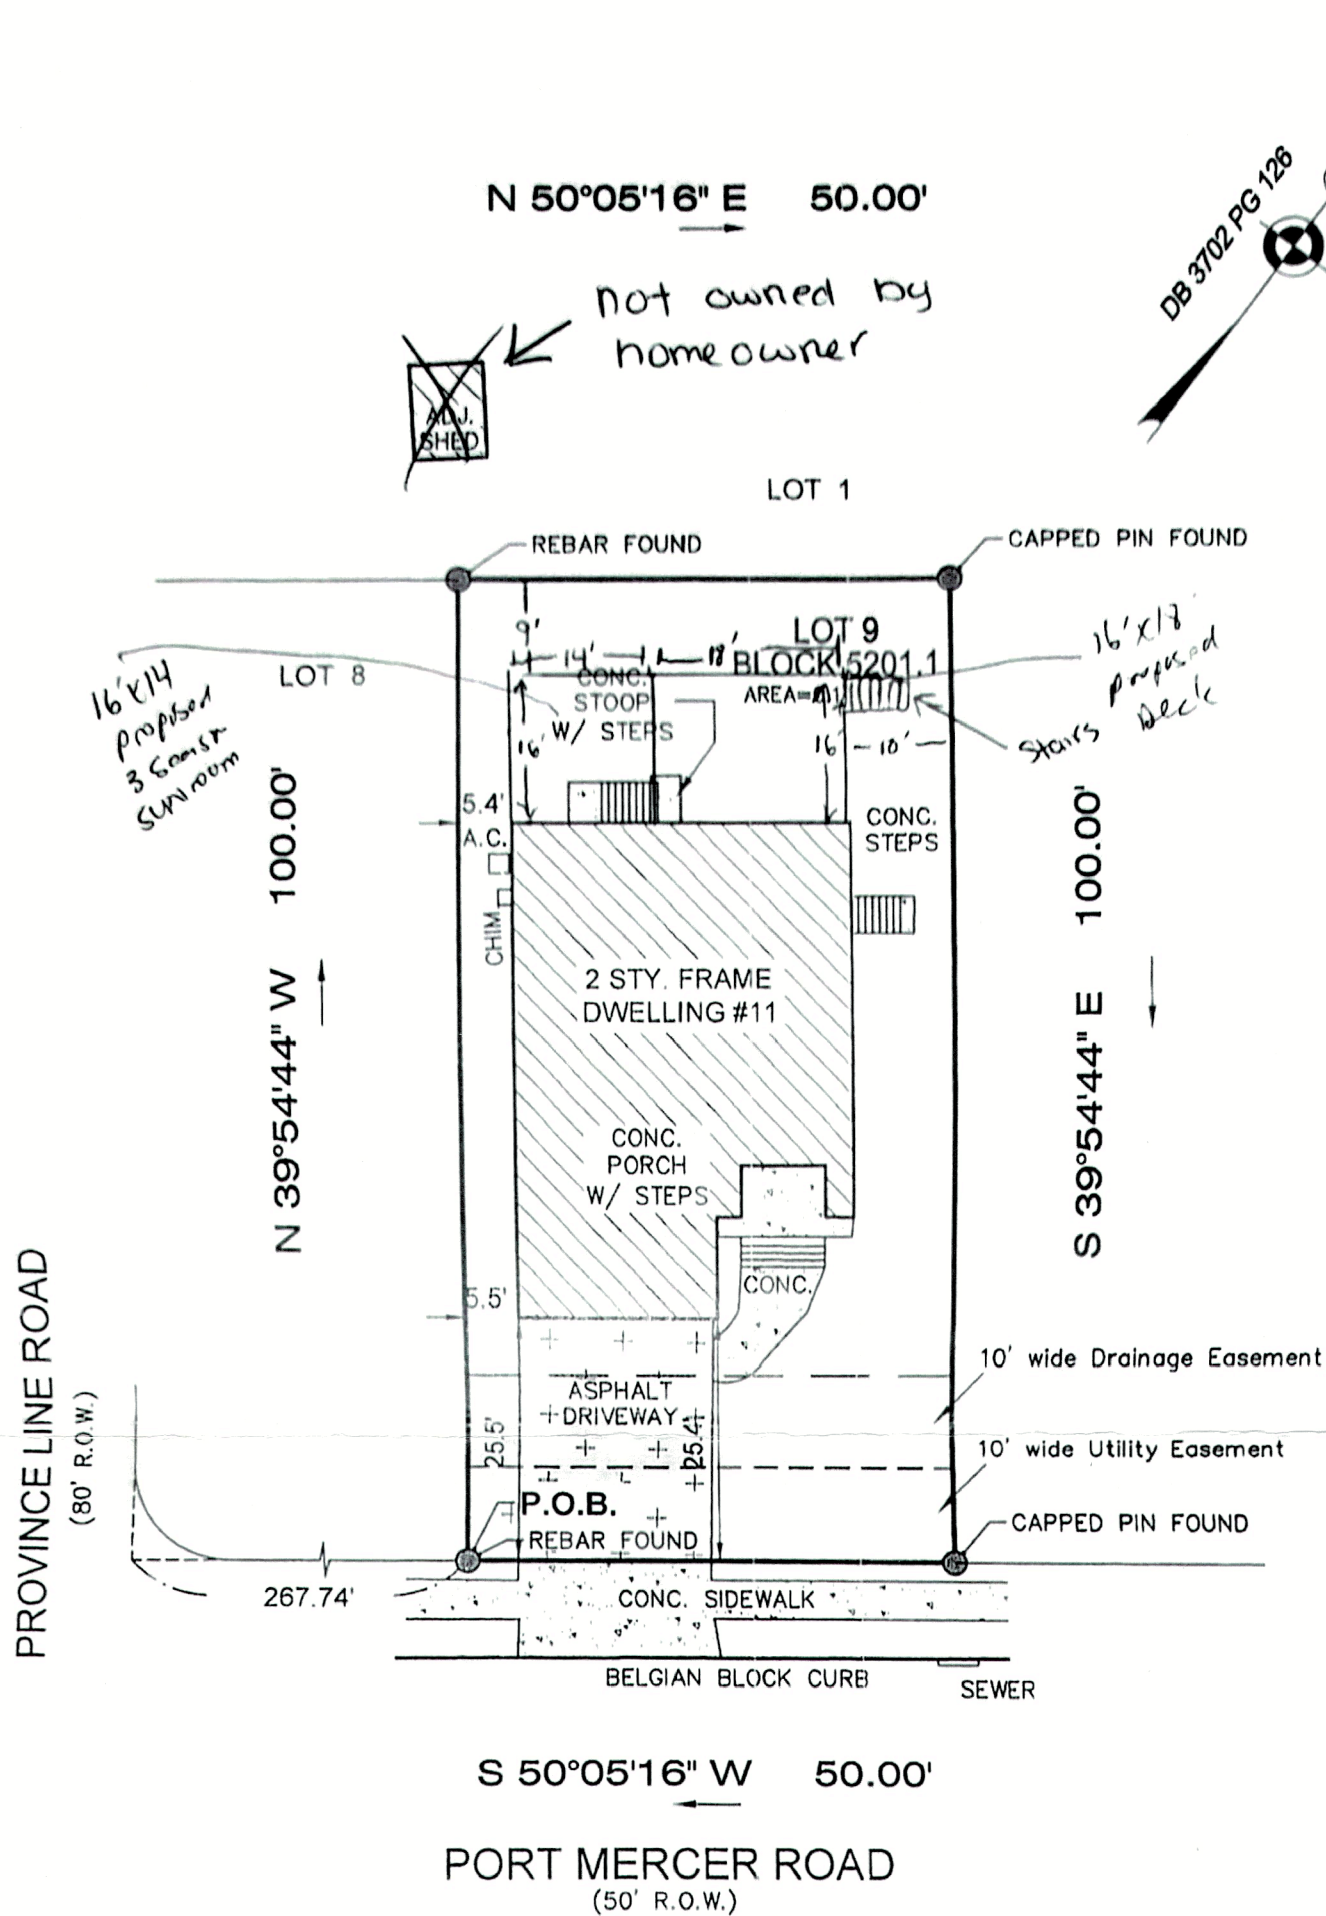 N 50°05'16" E 50.00'
DB 3702 PG 126
not owned by
homeowner
ADJ.
SHED
LOT 1
REBAR FOUND
CAPPED PIN FOUND
9'
LOT 9
BLOCK 5201.1
14'
18'
AREA=
LOT 8
CONC.
STOOP
W/ STEPS
16'
16'
10'
16'x14
proposed
3 season
sunroom
16'x18'
proposed
Deck
Stairs
5.4'
A.C.
CHIM
CONC.
STEPS
N 39°54'44" W 100.00'
S 39°54'44" E 100.00'
2 STY. FRAME
DWELLING #11
CONC.
PORCH
W/ STEPS
CONC.
5.5'
10' wide Drainage Easement
ASPHALT
DRIVEWAY
25.5'
25.4'
10' wide Utility Easement
PROVINCE LINE ROAD
(80' R.O.W.)
P.O.B.
REBAR FOUND
CAPPED PIN FOUND
267.74'
CONC. SIDEWALK
BELGIAN BLOCK CURB
SEWER
S 50°05'16" W 50.00'
PORT MERCER ROAD
(50' R.O.W.)